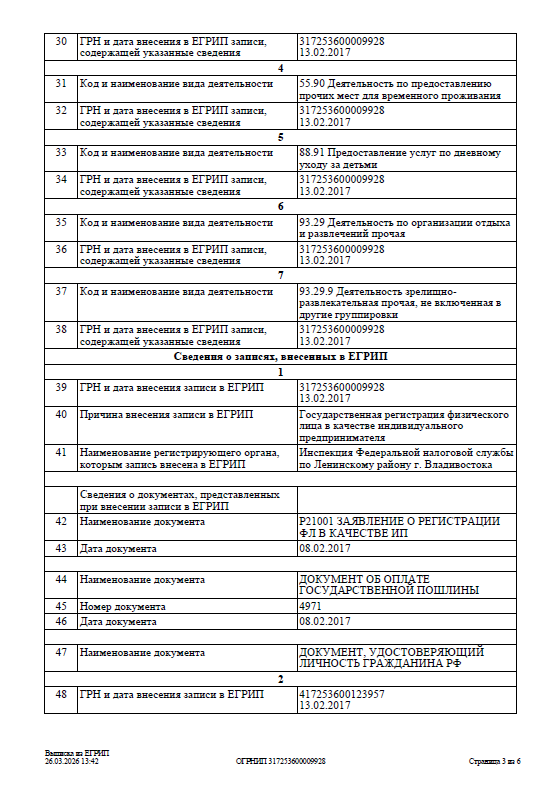 30 ГРН и дата внесения в ЕГРИП записи, 317253600009928
содержащей указанные сведения 13.02.2017
4
31 Код и наименование вида деятельности 55.90 Деятельность по предоставлению
прочих мест для временного проживания
32 ГРН и дата внесения в ЕГРИП записи, 317253600009928
содержащей указанные сведения 13.02.2017
5
33 Код и наименование вида деятельности 88.91 Предоставление услуг по дневному
уходу за детьми
34 ГРН и дата внесения в ЕГРИП записи, 317253600009928
содержащей указанные сведения 13.02.2017
6
35 Код и наименование вида деятельности 93.29 Деятельность по организации отдыха
и развлечений прочая
36 ГРН и дата внесения в ЕГРИП записи, 317253600009928
содержащей указанные сведения 13.02.2017
7
37 Код и наименование вида деятельности 93.29.9 Деятельность зрелищно-
развлекательная прочая, не включенная в
другие группировки
38 ГРН и дата внесения в ЕГРИП записи, 317253600009928
содержащей указанные сведения 13.02.2017
Сведения о записях, внесенных в ЕГРИП
1
39 ГРН и дата внесения записи в ЕГРИП 317253600009928
13.02.2017
40 Причина внесения записи в ЕГРИП Государственная регистрация физического
лица в качестве индивидуального
предпринимателя
41 Наименование регистрирующего органа, Инспекция Федеральной налоговой службы
которым запись внесена в ЕГРИП по Ленинскому району г. Владивостока
Сведения о документах, представленных
при внесении записи в ЕГРИП
42 Наименование документа Р21001 ЗАЯВЛЕНИЕ О РЕГИСТРАЦИИ
ФЛ В КАЧЕСТВЕ ИП
43 Дата документа 08.02.2017
44 Наименование документа ДОКУМЕНТ ОБ ОПЛАТЕ
ГОСУДАРСТВЕННОЙ ПОШЛИНЫ
45 Номер документа 4971
46 Дата документа 08.02.2017
47 Наименование документа ДОКУМЕНТ, УДОСТОВЕРЯЮЩИЙ
ЛИЧНОСТЬ ГРАЖДАНИНА РФ
2
48 ГРН и дата внесения записи в ЕГРИП 417253600123957
13.02.2017
Выписка из ЕГРИП
26.03.2026 13:42 ОГРНИП 317253600009928 Страница 3 из 6